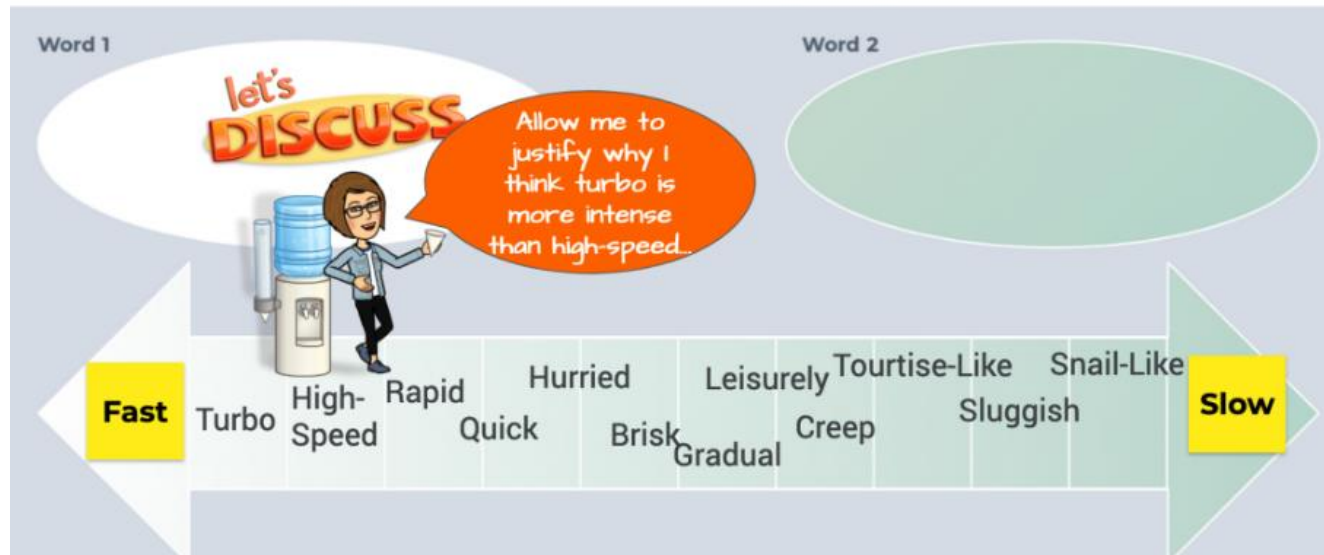 Word 1
Word 2
let's
DISCUSS
Allow me to
justify why I
think turbo is
more intense
than high-speed...
Fast
Turbo
High-
Speed
Rapid
Quick
Hurried
Brisk
Gradual
Leisurely
Creep
Tourtise-Like
Sluggish
Snail-Like
Slow